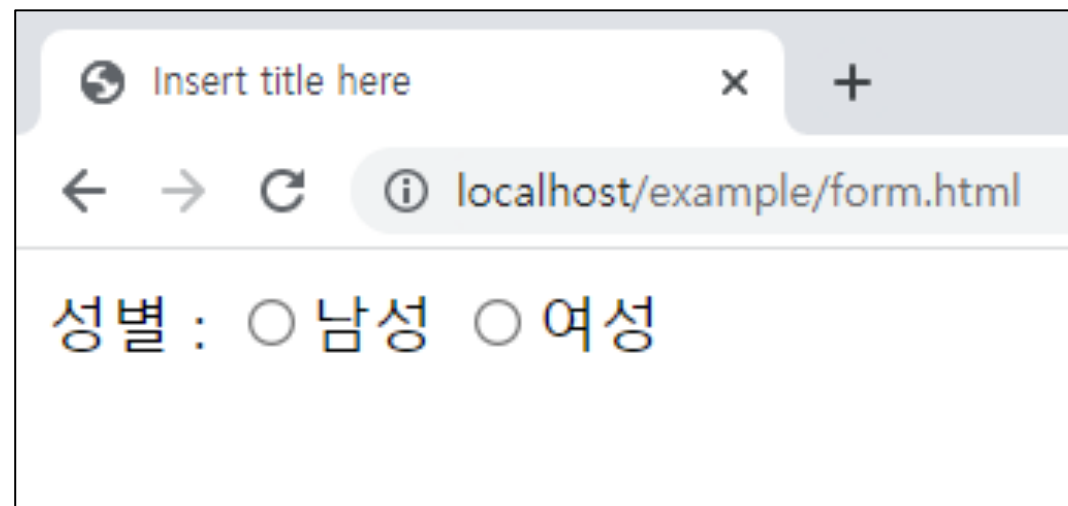 Insert title here
localhost/example/form.html
성별 : 남성 여성